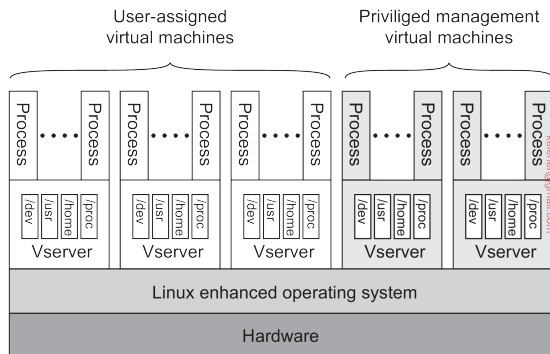 User-assigned
virtual machines
Priviliged management
virtual machines
Process
Process
Process
Process
Process
Process
Process
Process
Process
Process
/dev
/usr
/home
/proc
Vserver
/dev
/usr
/home
/proc
Vserver
/dev
/usr
/home
/proc
Vserver
/dev
/usr
/home
/proc
Vserver
/dev
/usr
/home
/proc
Vserver
Linux enhanced operating system
Hardware